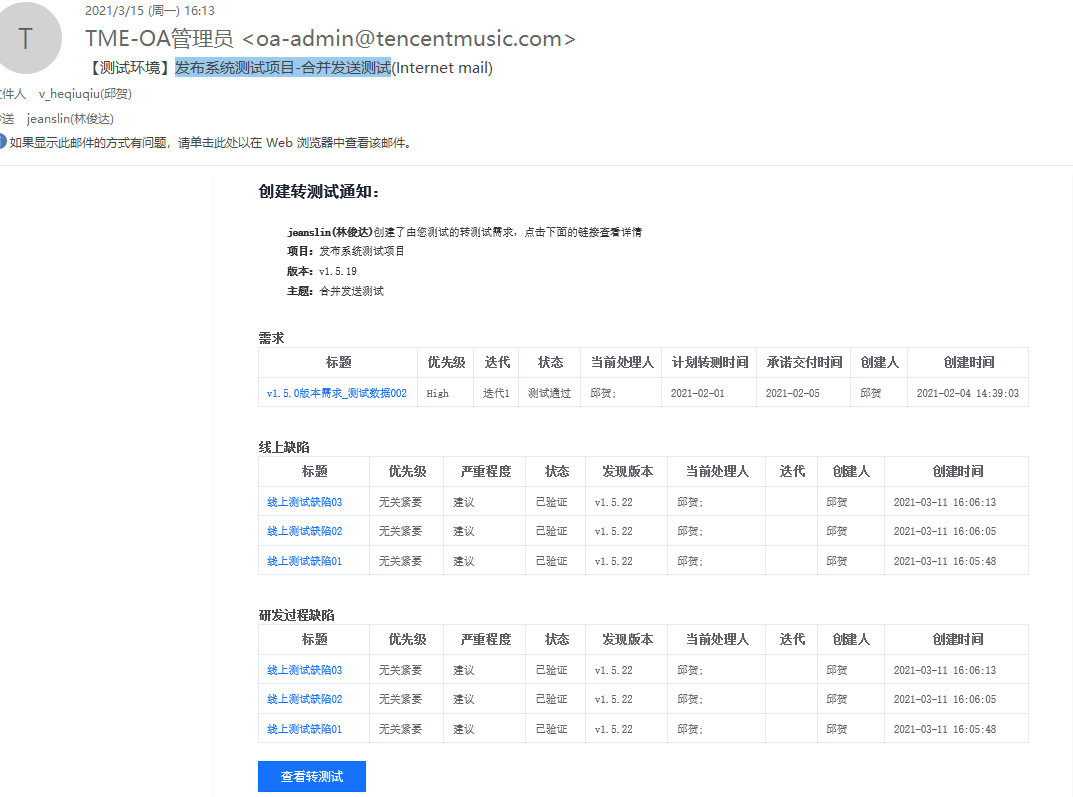 2021/3/15 (周一) 16:13
T
TME-OA管理员 <oa-admin@tencentmusic.com>
【测试环境】发布系统测试项目-合并发送测试(Internet mail)
件人 v_heqiuqiu(邱贺)
送 jeanslin(林俊达)
如果显示此邮件的方式有问题，请单击此处以在 Web 浏览器中查看该邮件。
创建转测试通知：
jeanslin(林俊达)创建了由您测试的转测试需求，点击下面的链接查看详情
项目：发布系统测试项目
版本：v1.5.19
主题：合并发送测试
需求
标题 优先级 迭代 状态 当前处理人 计划转测时间 承诺交付时间 创建人 创建时间
v1.5.0版本需求_测试数据002 High 迭代1 测试通过 邱贺; 2021-02-01 2021-02-05 邱贺 2021-02-04 14:39:03
线上缺陷
标题 优先级 严重程度 状态 发现版本 当前处理人 迭代 创建人 创建时间
线上测试缺陷03 无关紧要 建议 已验证 v1.5.22 邱贺; 邱贺 2021-03-11 16:06:13
线上测试缺陷02 无关紧要 建议 已验证 v1.5.22 邱贺; 邱贺 2021-03-11 16:06:05
线上测试缺陷01 无关紧要 建议 已验证 v1.5.22 邱贺; 邱贺 2021-03-11 16:05:48
研发过程缺陷
标题 优先级 严重程度 状态 发现版本 当前处理人 迭代 创建人 创建时间
线上测试缺陷03 无关紧要 建议 已验证 v1.5.22 邱贺; 邱贺 2021-03-11 16:06:13
线上测试缺陷02 无关紧要 建议 已验证 v1.5.22 邱贺; 邱贺 2021-03-11 16:06:05
线上测试缺陷01 无关紧要 建议 已验证 v1.5.22 邱贺; 邱贺 2021-03-11 16:05:48
查看转测试